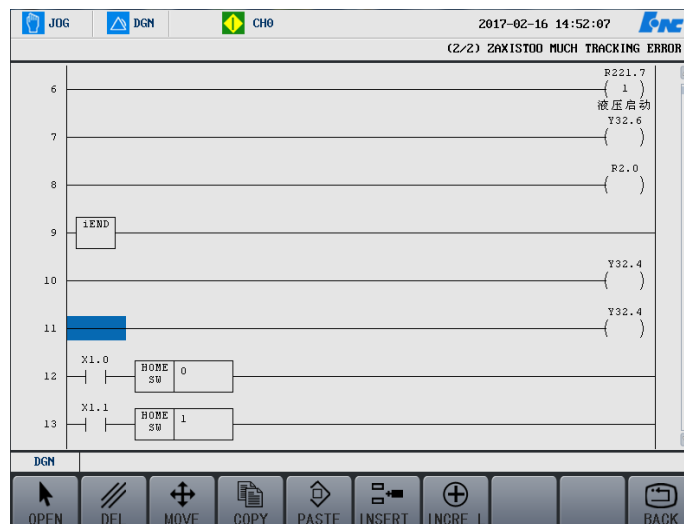 JOG DGN CH0 2017-02-16 14:52:07 HNC
(2/2) ZAXISTOO MUCH TRACKING ERROR
R221.7
6 ( 1 )
液压启动
Y32.6
7 ( )
R2.0
8 ( )
iEND
9
Y32.4
10 ( )
Y32.4
11 ( )
X1.0
12 HOME SW 0
X1.1
13 HOME SW 1
DGN
OPEN DEL MOVE COPY PASTE INSERT INCRE L BACK